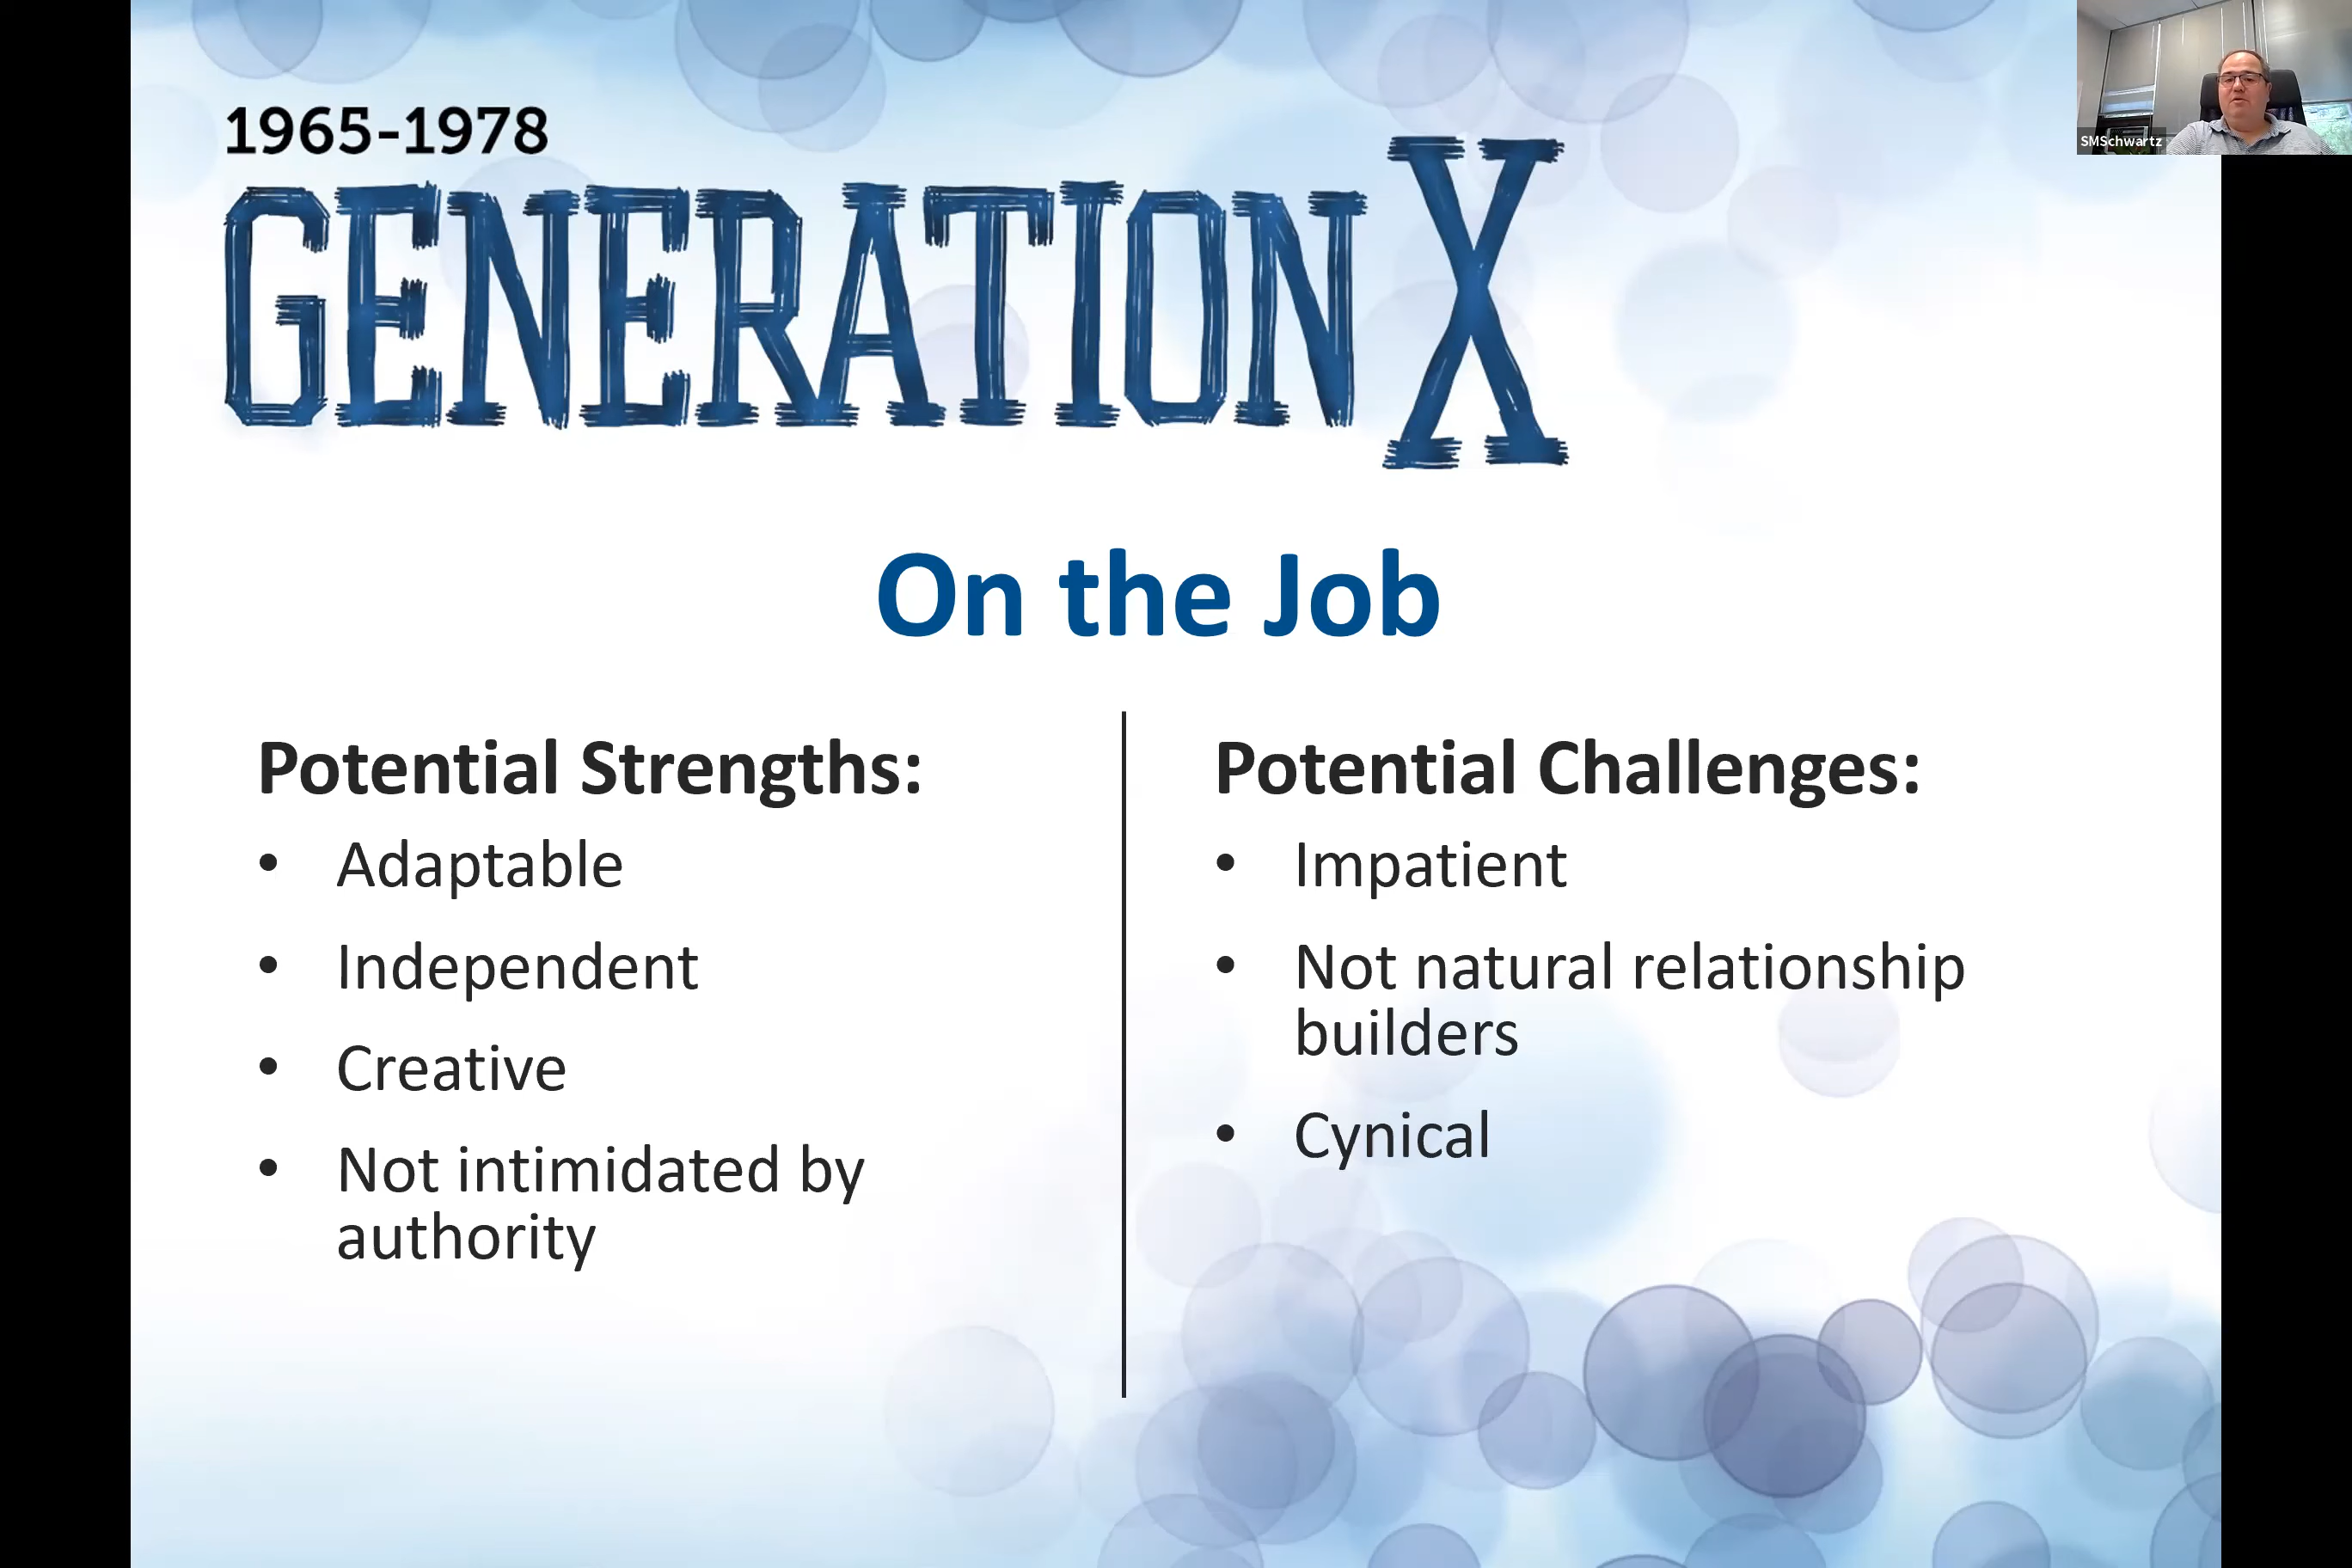 1965-1978
GENERATION X
SMSchwartz
On the Job
Potential Strengths:
• Adaptable
• Independent
• Creative
• Not intimidated by
authority
Potential Challenges:
• Impatient
• Not natural relationship
builders
• Cynical